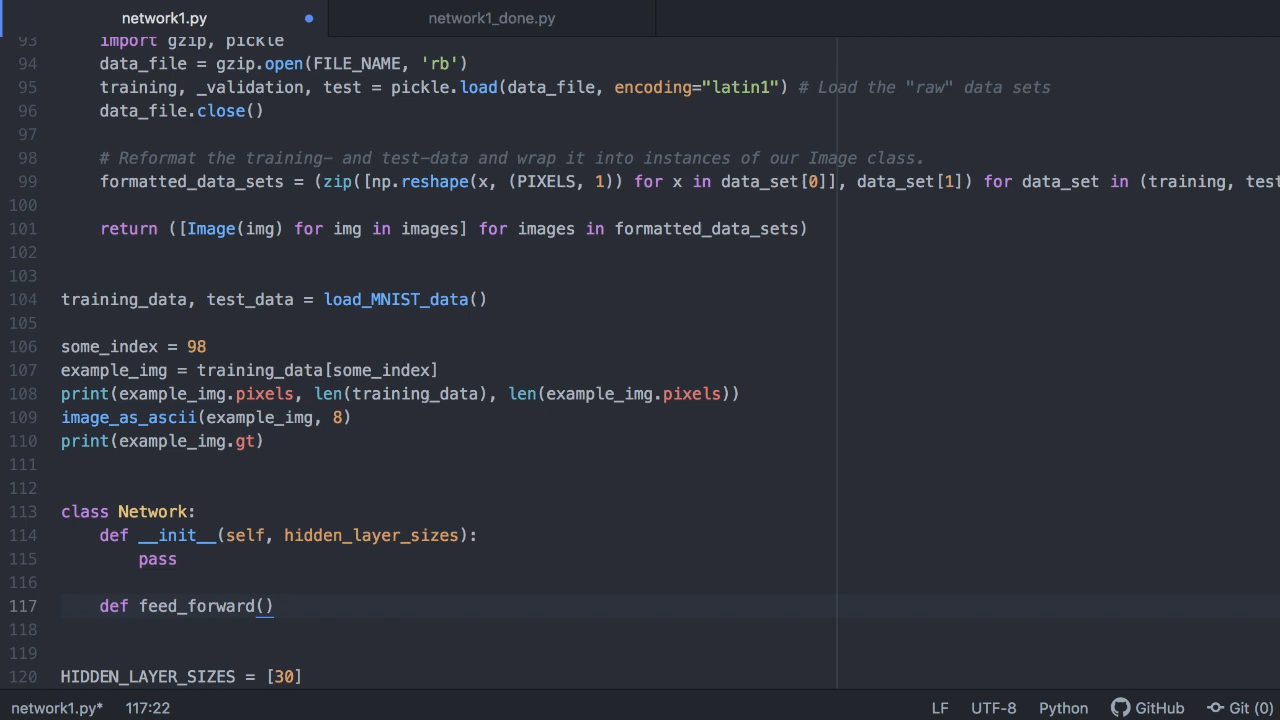 network1.py network1_done.py
93 import gzip, pickle
94 data_file = gzip.open(FILE_NAME, 'rb')
95 training, _validation, test = pickle.load(data_file, encoding="latin1") # Load the "raw" data sets
96 data_file.close()
97
98 # Reformat the training- and test-data and wrap it into instances of our Image class.
99 formatted_data_sets = (zip([np.reshape(x, (PIXELS, 1)) for x in data_set[0]], data_set[1]) for data_set in (training, test
100
101 return ([Image(img) for img in images] for images in formatted_data_sets)
102
103
104 training_data, test_data = load_MNIST_data()
105
106 some_index = 98
107 example_img = training_data[some_index]
108 print(example_img.pixels, len(training_data), len(example_img.pixels))
109 image_as_ascii(example_img, 8)
110 print(example_img.gt)
111
112
113 class Network:
114 def __init__(self, hidden_layer_sizes):
115 pass
116
117 def feed_forward()
118
119
120 HIDDEN_LAYER_SIZES = [30]
network1.py* 117:22 LF UTF-8 Python GitHub Git (0)